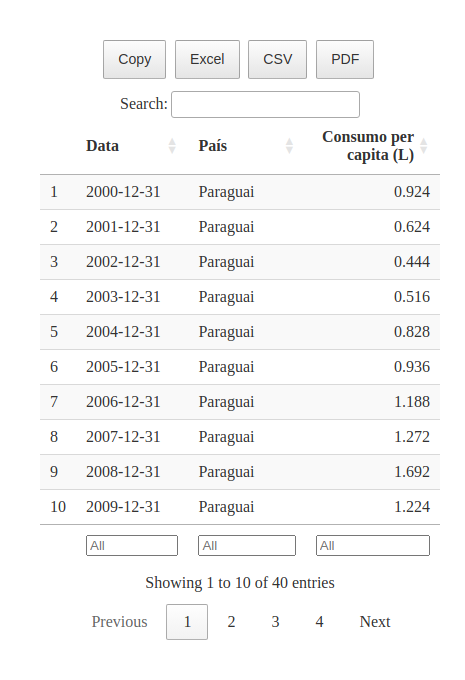 Copy Excel CSV PDF
Search:
Data País Consumo per capita (L)
1 2000-12-31 Paraguai 0.924
2 2001-12-31 Paraguai 0.624
3 2002-12-31 Paraguai 0.444
4 2003-12-31 Paraguai 0.516
5 2004-12-31 Paraguai 0.828
6 2005-12-31 Paraguai 0.936
7 2006-12-31 Paraguai 1.188
8 2007-12-31 Paraguai 1.272
9 2008-12-31 Paraguai 1.692
10 2009-12-31 Paraguai 1.224
All All All
Showing 1 to 10 of 40 entries
Previous 1 2 3 4 Next